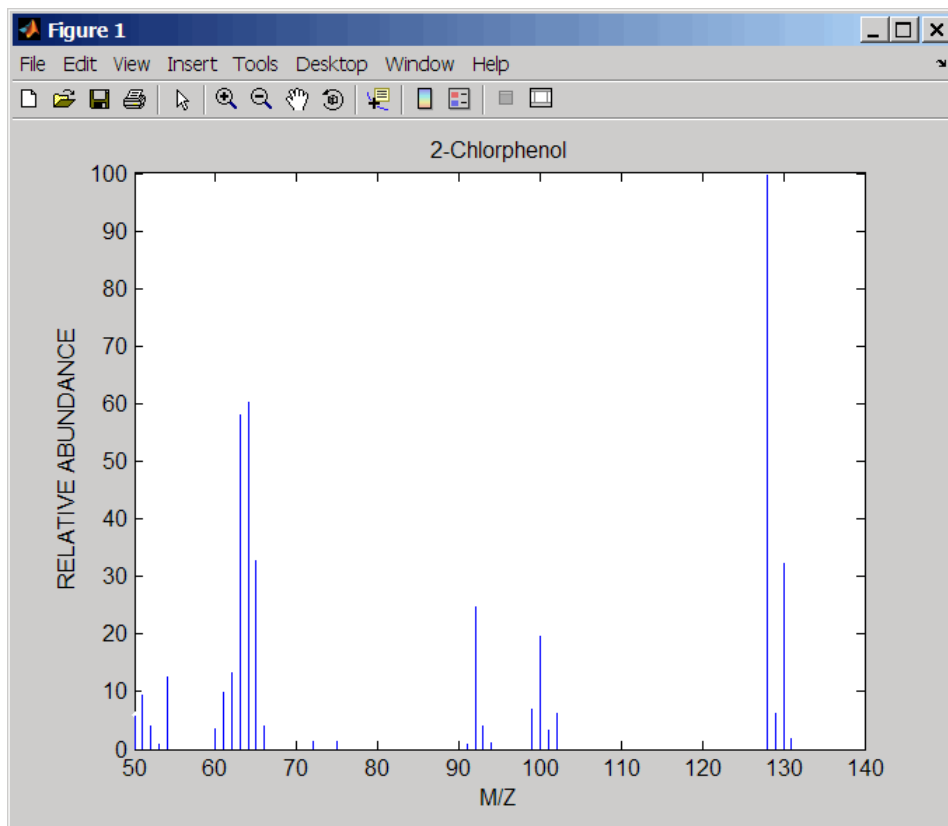 Figure 1
File Edit View Insert Tools Desktop Window Help
2-Chlorphenol
100
90
80
70
60
50
40
30
20
10
0
RELATIVE ABUNDANCE
50 60 70 80 90 100 110 120 130 140
M/Z